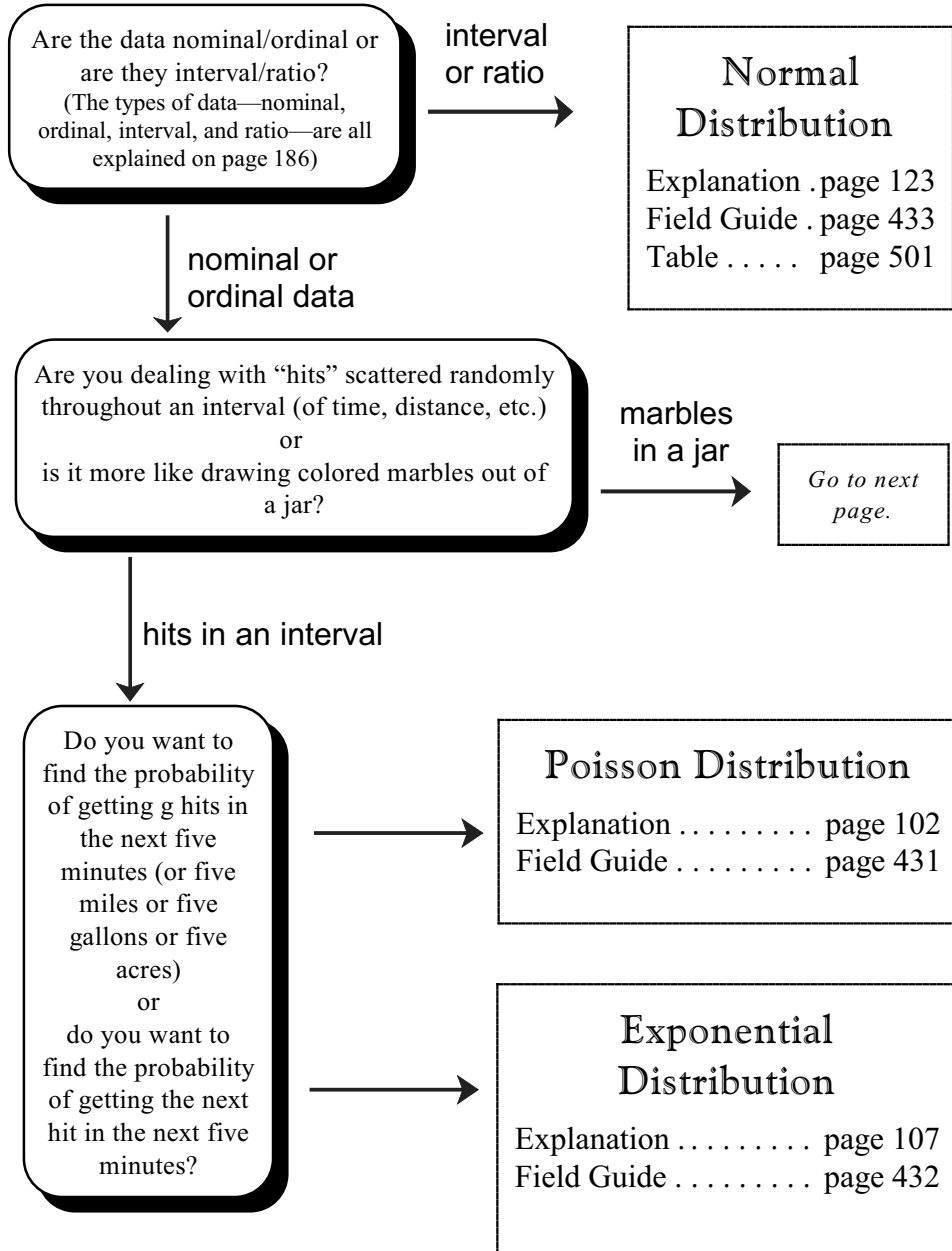 Are the data nominal/ordinal or
are they interval/ratio?
(The types of data—nominal,
ordinal, interval, and ratio—are all
explained on page 186)
interval
or ratio
Normal
Distribution
Explanation . page 123
Field Guide . page 433
Table . . . . . page 501
nominal or
ordinal data
Are you dealing with “hits” scattered randomly
throughout an interval (of time, distance, etc.)
or
is it more like drawing colored marbles out of
a jar?
marbles
in a jar
Go to next
page.
hits in an interval
Do you want to
find the probability
of getting g hits in
the next five
minutes (or five
miles or five
gallons or five
acres)
or
do you want to
find the probability
of getting the next
hit in the next five
minutes?
Poisson Distribution
Explanation . . . . . . . . . page 102
Field Guide . . . . . . . . . page 431
Exponential
Distribution
Explanation . . . . . . . . . page 107
Field Guide . . . . . . . . . page 432